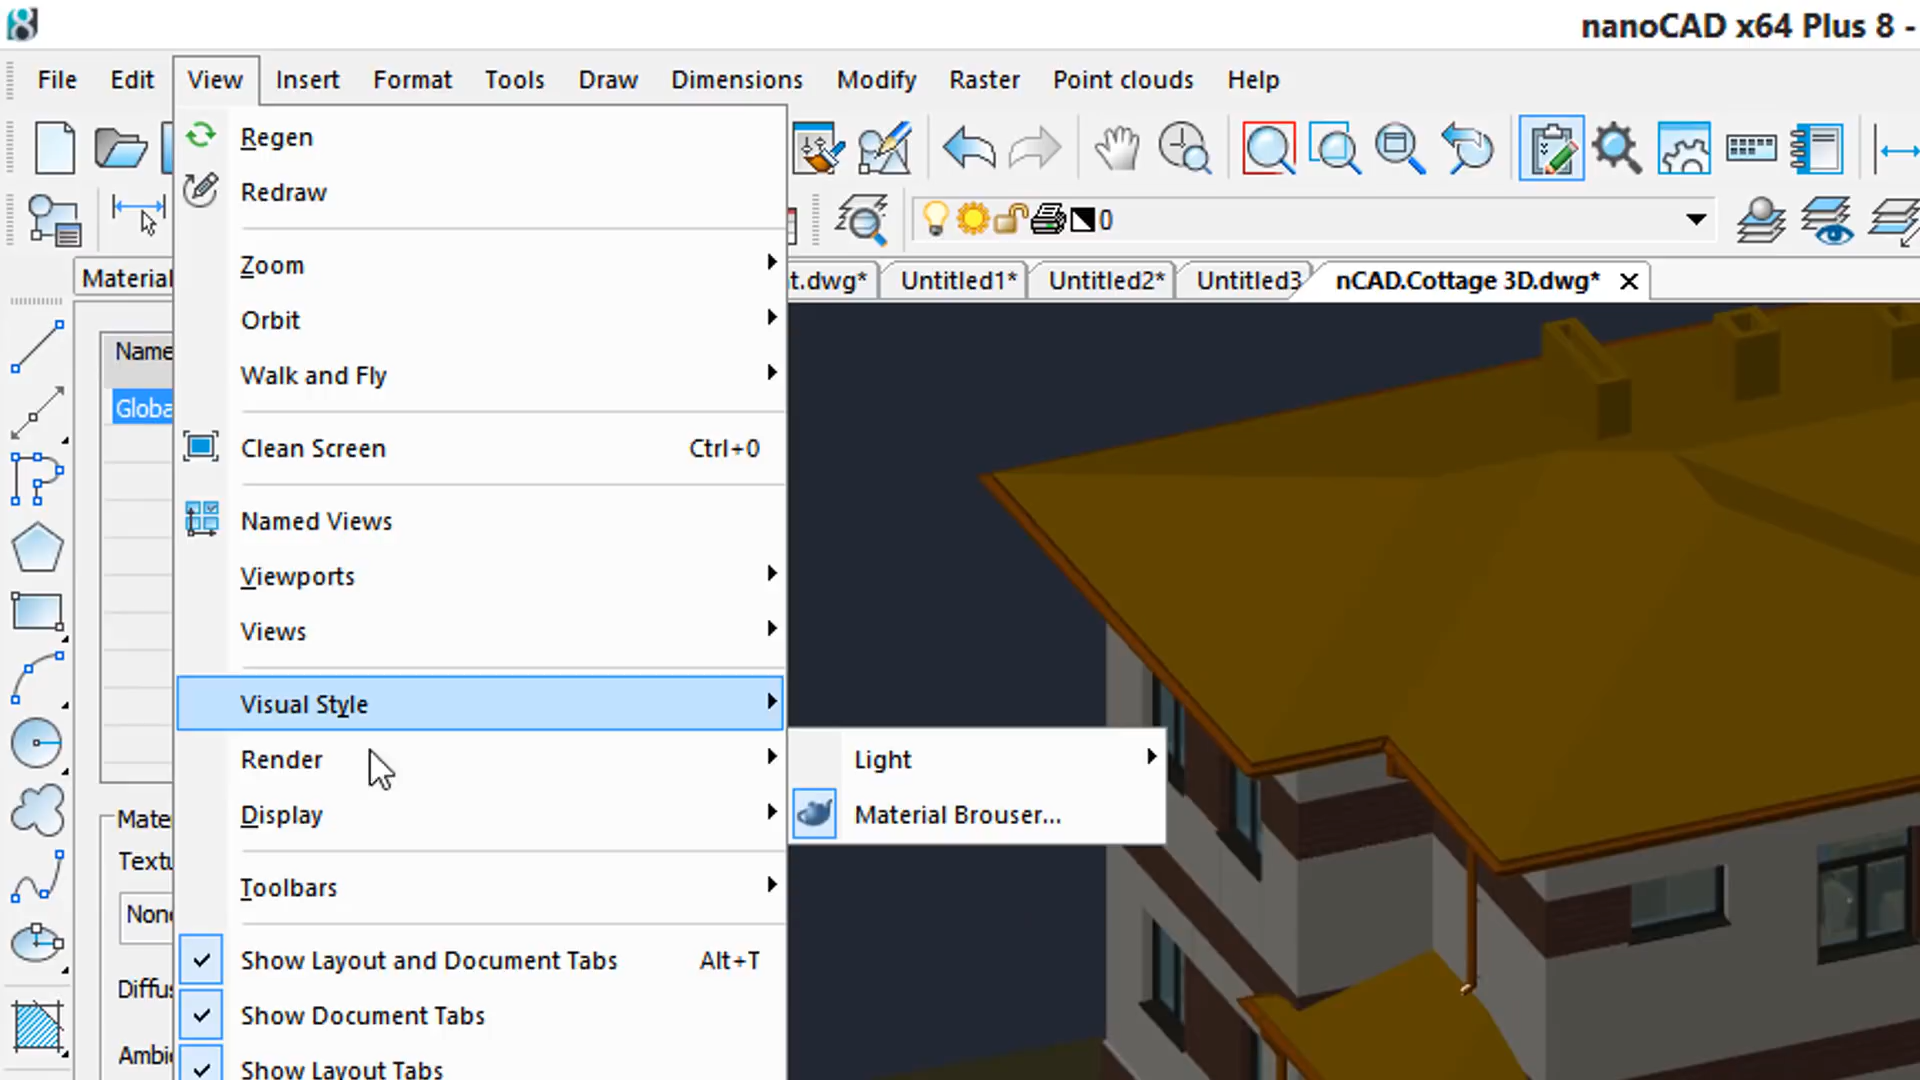 nanoCAD x64 Plus 8 -
File Edit View Insert Format Tools Draw Dimensions Modify Raster Point clouds Help
Regen
Redraw
0
Zoom
Material
t.dwg* Untitled1* Untitled2* Untitled3 nCAD.Cottage 3D.dwg*
Orbit
Name
Walk and Fly
Globa
Clean Screen Ctrl+0
Named Views
Viewports
Views
Visual Style
Render
Light
Display
Material Brouser...
Mate
Textu
Toolbars
None
Show Layout and Document Tabs Alt+T
Diffu
Show Document Tabs
Ambi
Show Layout Tabs